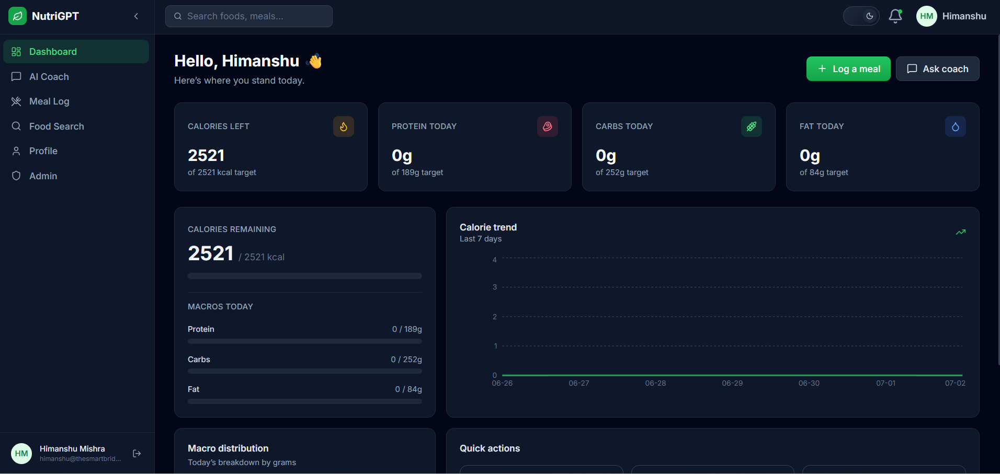 NutriGPT
Search foods, meals...
HM
Himanshu
Dashboard
AI Coach
Meal Log
Food Search
Profile
Admin
Hello, Himanshu 👋
Here’s where you stand today.
Log a meal
Ask coach
CALORIES LEFT
2521
of 2521 kcal target
PROTEIN TODAY
0g
of 189g target
CARBS TODAY
0g
of 252g target
FAT TODAY
0g
of 84g target
CALORIES REMAINING
2521 / 2521 kcal
MACROS TODAY
Protein 0 / 189g
Carbs 0 / 252g
Fat 0 / 84g
Calorie trend
Last 7 days
4
3
2
1
0
06-26 06-27 06-28 06-29 06-30 07-01 07-02
Macro distribution
Today’s breakdown by grams
Quick actions
HM
Himanshu Mishra
himanshu@thesmartbrid...